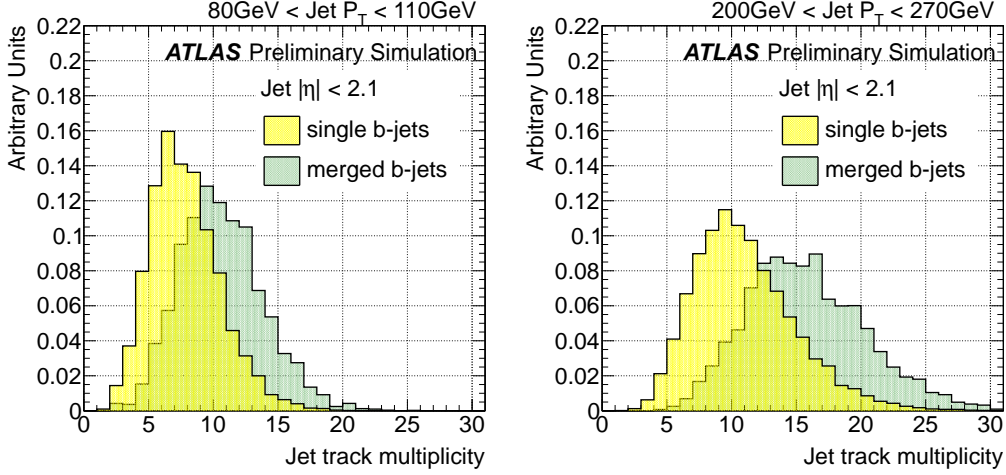 80GeV < Jet P_T < 110GeV
Arbitrary Units
0.22
0.2
0.18
0.16
0.14
0.12
0.1
0.08
0.06
0.04
0.02
0
ATLAS Preliminary Simulation
Jet |η| < 2.1
single b-jets
merged b-jets
0 5 10 15 20 25 30
Jet track multiplicity
200GeV < Jet P_T < 270GeV
Arbitrary Units
0.22
0.2
0.18
0.16
0.14
0.12
0.1
0.08
0.06
0.04
0.02
0
ATLAS Preliminary Simulation
Jet |η| < 2.1
single b-jets
merged b-jets
0 5 10 15 20 25 30
Jet track multiplicity